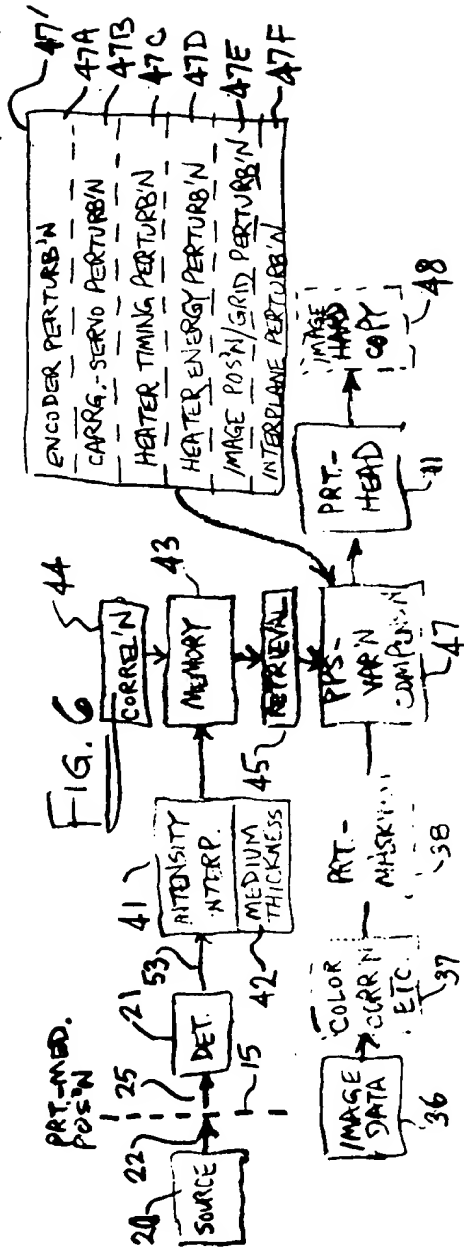 FIG. 6
PRT.-MED.
POS'N
20
22
25
15
21
53
41
42
44
43
45
SOURCE
DET.
INTENSITY
INTERP.
MEDIUM
THICKNESS
CORREL'N
MEMORY
RETRIEVAL
IMAGE
DATA
36
COLOR
CORR'N
ETC.
37
PRT.-
38
PPS-
VAR'N
COMPENS'N
47
PRT.-
HEAD
11
IMAGE
HARD
COPY
48
47'
ENCODER PERTURB'N
47A
CARRG.-SERVO PERTURB'N
47B
HEATER TIMING PERTURB'N
47C
HEATER ENERGY PERTURB'N
47D
IMAGE POS'N/GRID PERTURB'N
47E
INTERPLANE PERTURB'N
47F